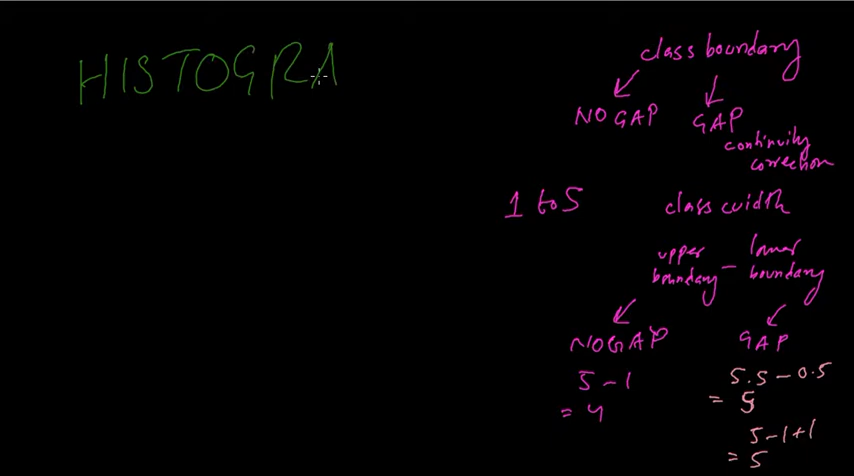 HISTOGRA
class boundary
NO GAP GAP
continuity
correction
1 to 5 class width
upper lower
boundary - boundary
NO GAP GAP
5 - 1 5.5 - 0.5
= 4 = 5
5 - 1 + 1
= 5